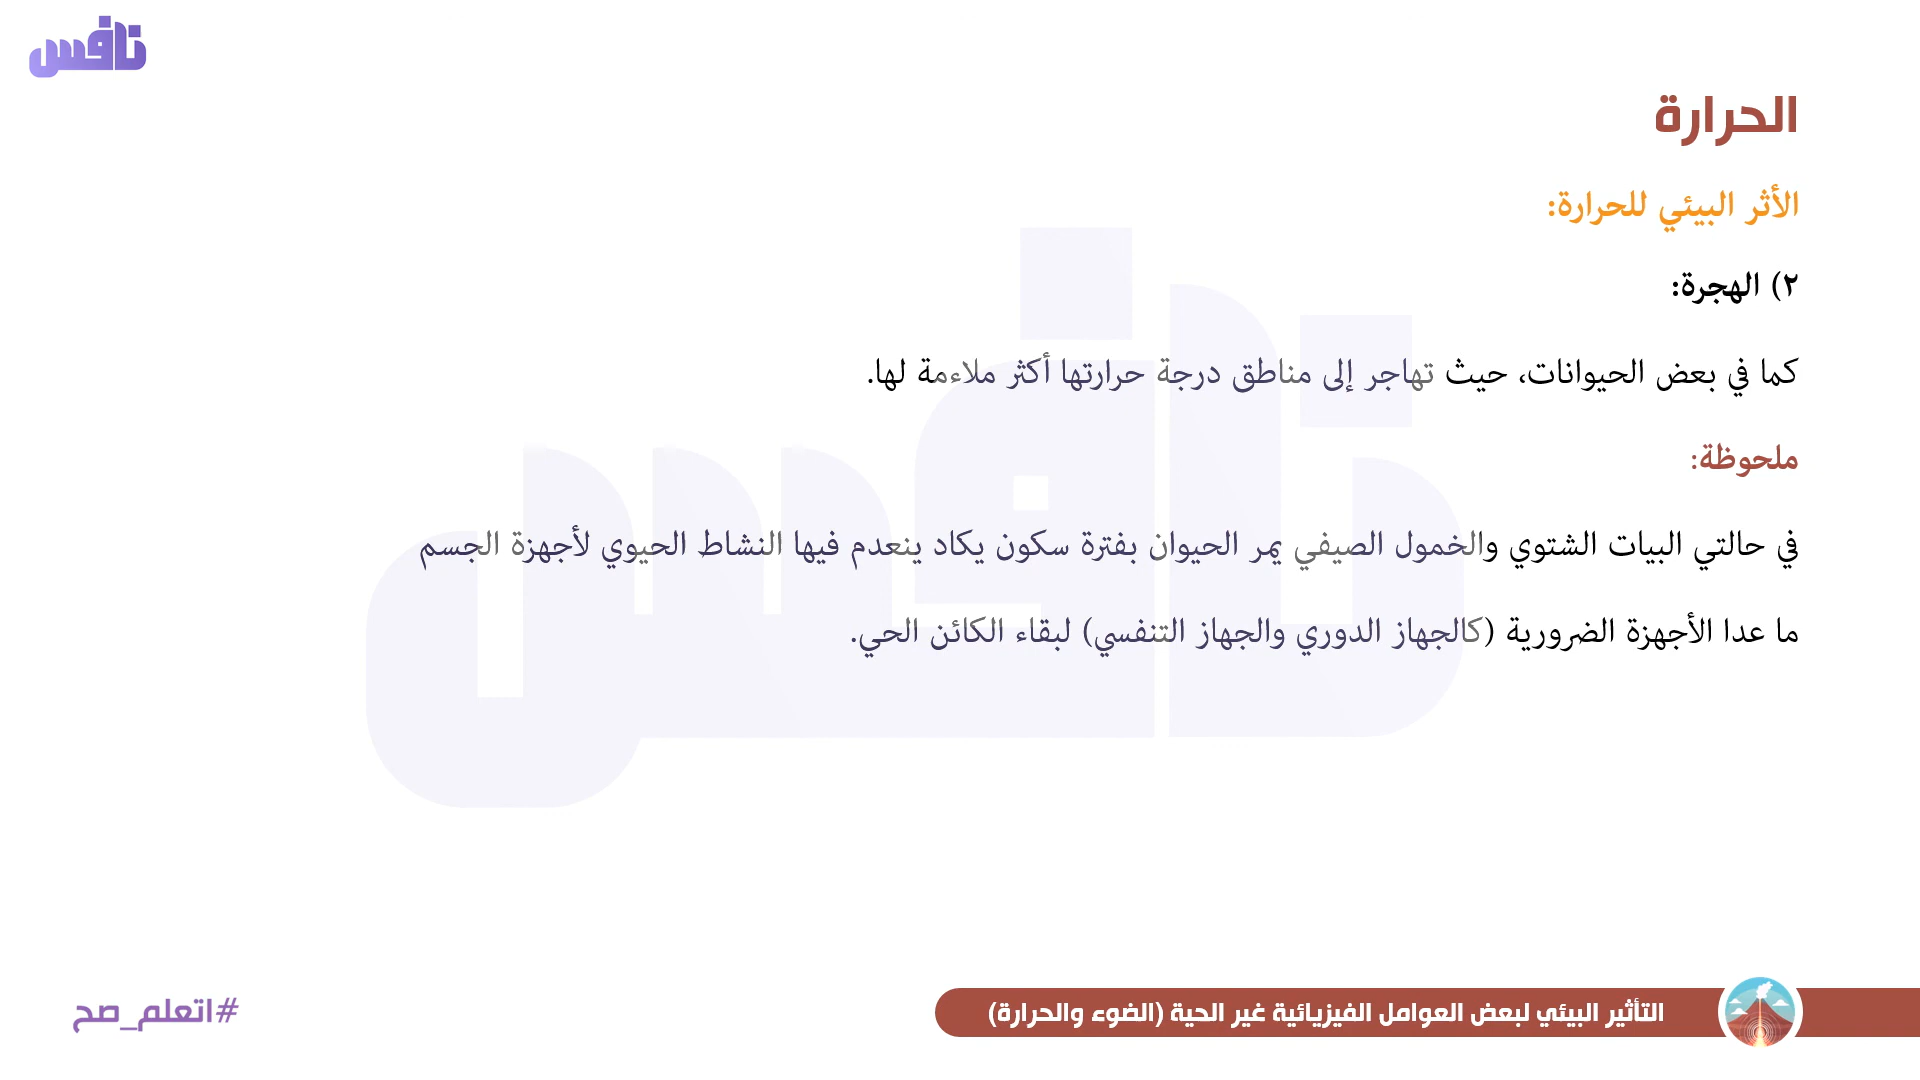 نافس
الحرارة
الأثر البيئي للحرارة:
٢) الهجرة:
كما في بعض الحيوانات، حيث تهاجر إلى مناطق درجة حرارتها أكثر ملاءمة لها.
ملحوظة:
في حالتي البيات الشتوي والخمول الصيفي يمر الحيوان بفترة سكون يكاد ينعدم فيها النشاط الحيوي لأجهزة الجسم
ما عدا الأجهزة الضرورية (كالجهاز الدوري والجهاز التنفسي) لبقاء الكائن الحي.
نافس
التأثير البيئي لبعض العوامل الفيزيائية غير الحية (الضوء والحرارة)
#اتعلم_صح